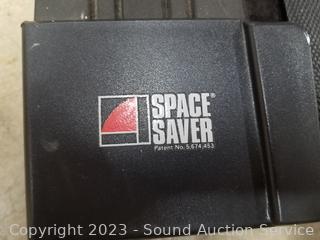 SPACE®
SAVER
Patent No. 5,674,453
Copyright 2023 - Sound Auction Service